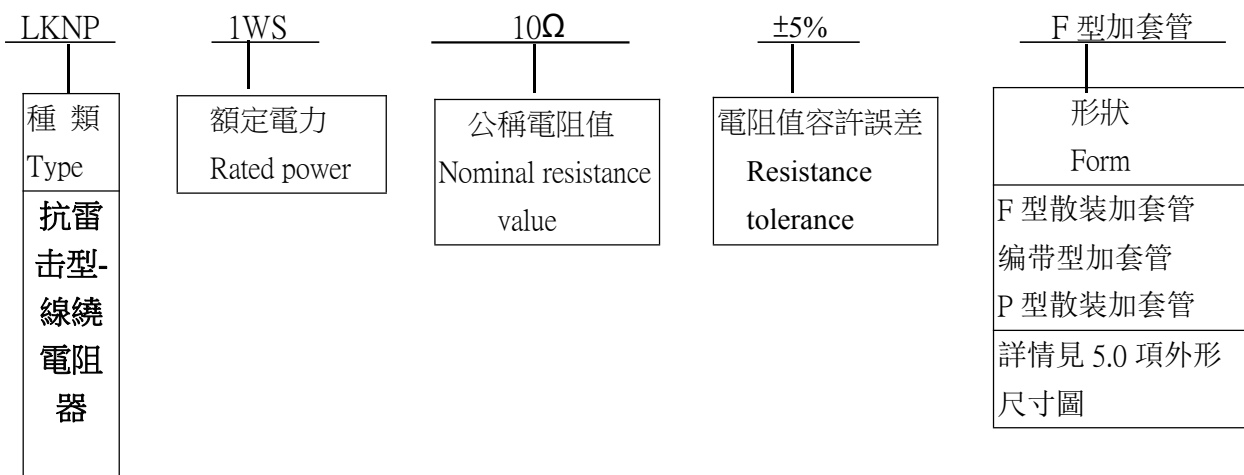 LKNP 1WS 10Ω ±5% F 型加套管
種 類
Type
抗雷
击型-
線繞
電阻
器
額定電力
Rated power
公稱電阻值
Nominal resistance
value
電阻值容許誤差
Resistance
tolerance
形狀
Form
F 型散装加套管
编带型加套管
P 型散装加套管
詳情見 5.0 項外形
尺寸圖